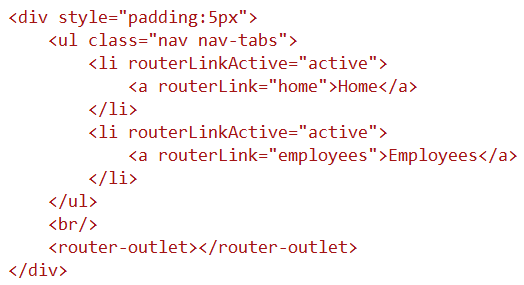 <div style="padding:5px">
    <ul class="nav nav-tabs">
        <li routerLinkActive="active">
            <a routerLink="home">Home</a>
        </li>
        <li routerLinkActive="active">
            <a routerLink="employees">Employees</a>
        </li>
    </ul>
    <br/>
    <router-outlet></router-outlet>
</div>